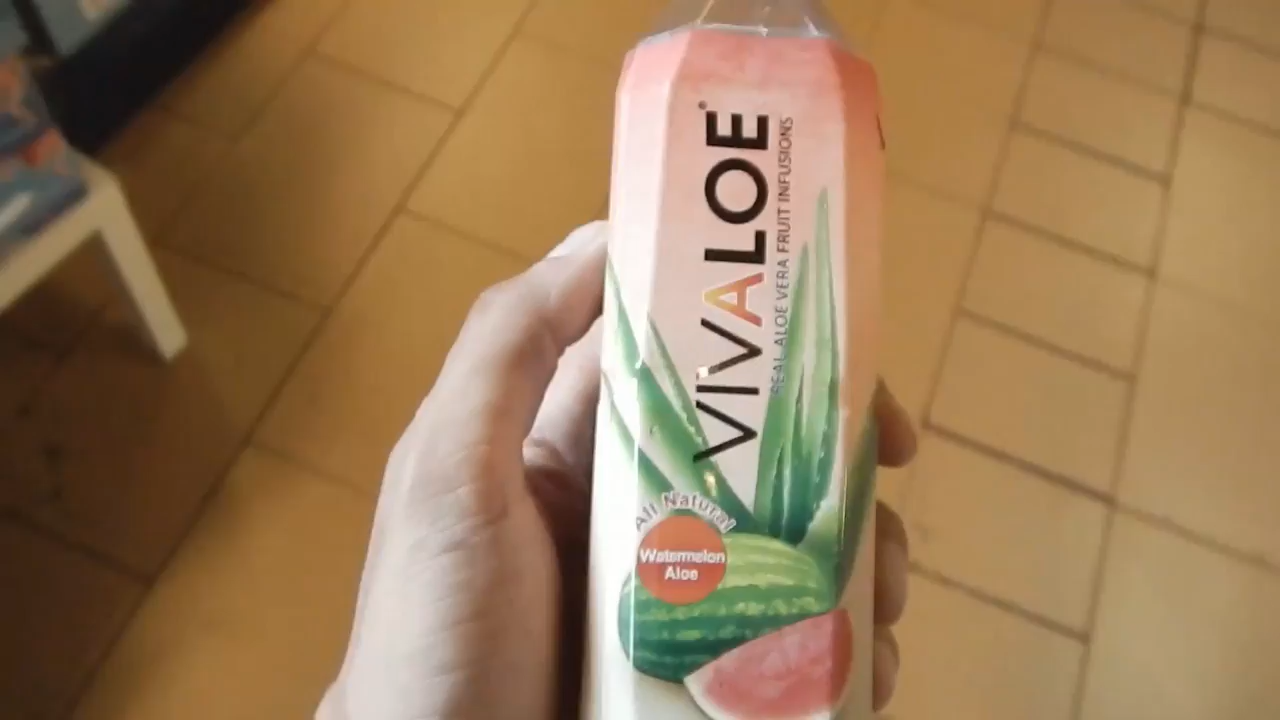 VIVALOE®
REAL ALOE VERA FRUIT INFUSIONS
All Natural
Watermelon
Aloe